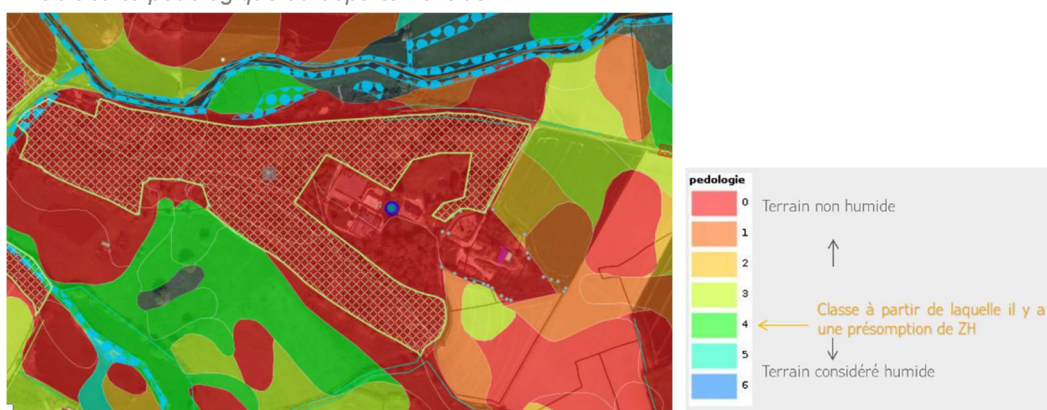 pedologie
0 Terrain non humide
1
2
3
4 Classe à partir de laquelle il y a
une présomption de ZH
5
Terrain considéré humide
6